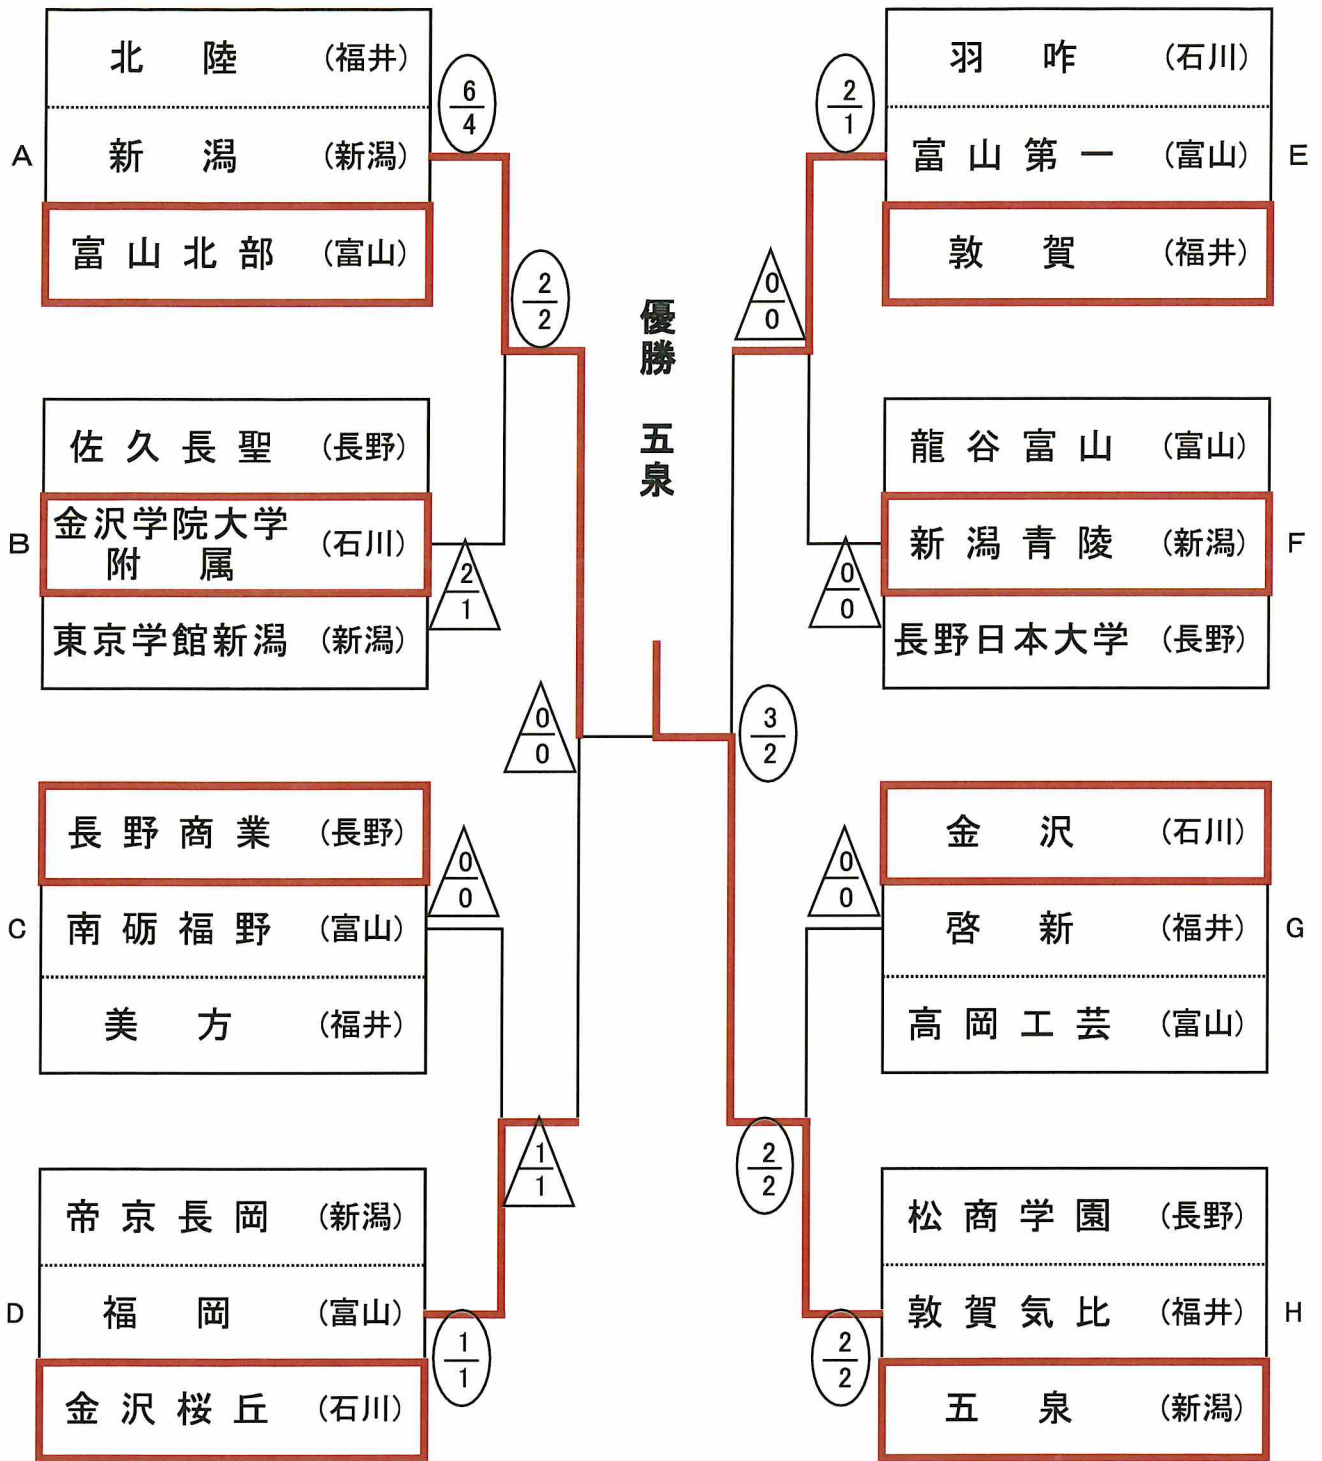 A
北陸 (福井)
新潟 (新潟)
富山北部 (富山)
6
4
2
2
B
佐久長聖 (長野)
金沢学院大学
附属 (石川)
東京学館新潟 (新潟)
2
1
0
0
C
長野商業 (長野)
南砺福野 (富山)
美方 (福井)
0
0
1
1
D
帝京長岡 (新潟)
福岡 (富山)
金沢桜丘 (石川)
1
1
優勝 五泉
E
羽咋 (石川)
富山第一 (富山)
敦賀 (福井)
2
1
0
0
F
龍谷富山 (富山)
新潟青陵 (新潟)
長野日本大学 (長野)
0
0
3
2
G
金沢 (石川)
啓新 (福井)
高岡工芸 (富山)
0
0
2
2
H
松商学園 (長野)
敦賀気比 (福井)
五泉 (新潟)
2
2